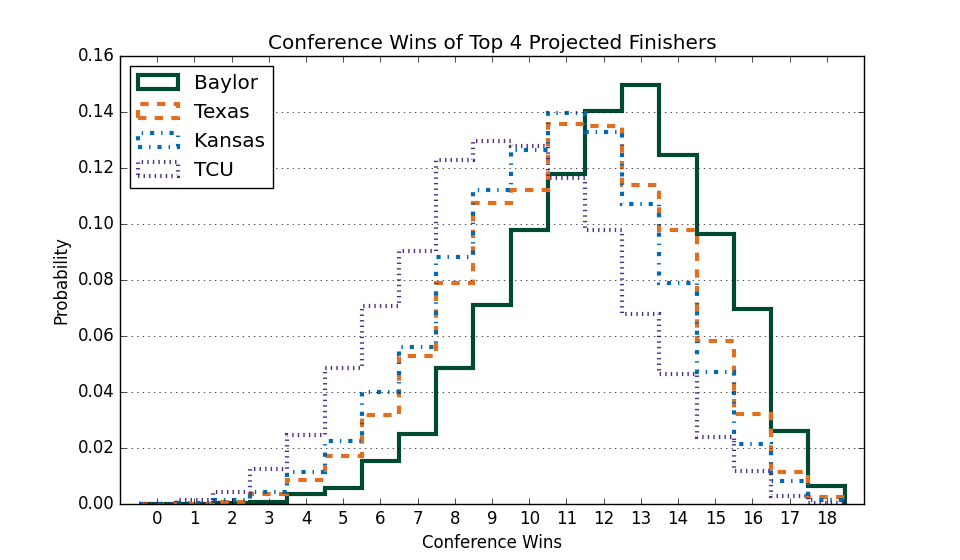 Conference Wins of Top 4 Projected Finishers
0.16
0.14
0.12
0.10
0.08
0.06
0.04
0.02
0.00
Probability
Baylor
Texas
Kansas
TCU
0 1 2 3 4 5 6 7 8 9 10 11 12 13 14 15 16 17 18
Conference Wins